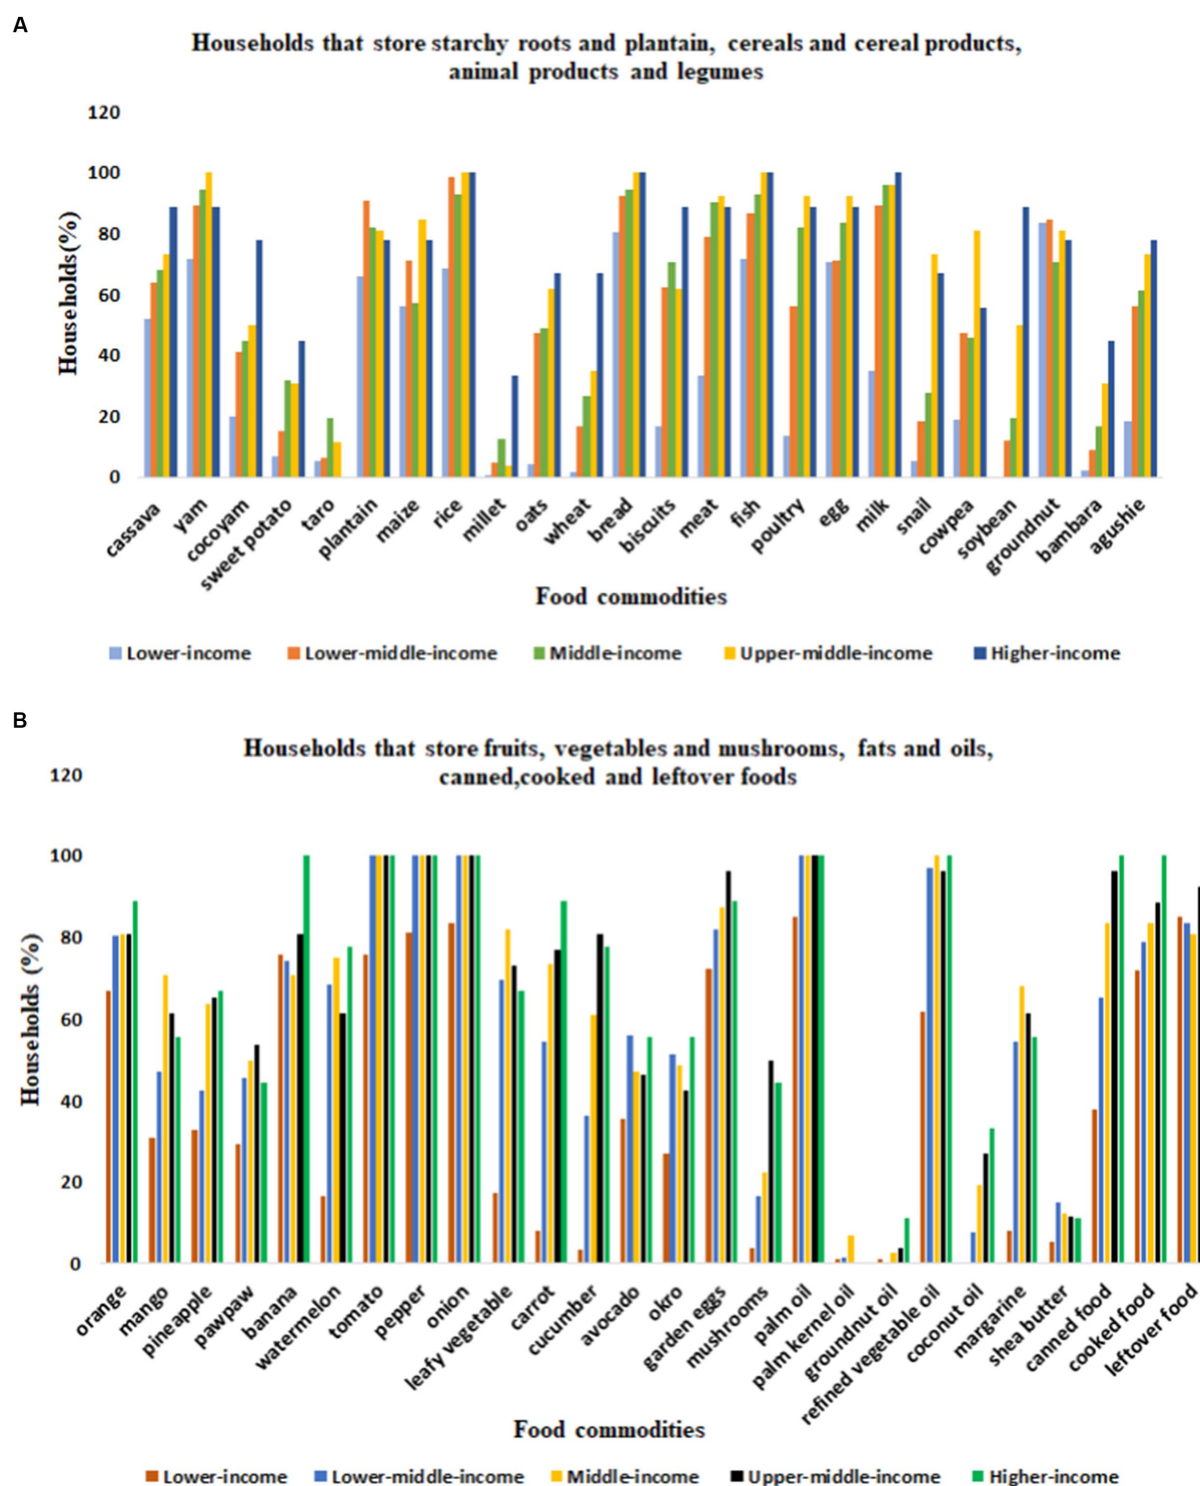 A
Households that store starchy roots and plantain, cereals and cereal products,
animal products and legumes
120
100
80
60
40
20
0
Households(%)
cassava
yam
cocoyam
sweet potato
taro
plantain
maize
rice
millet
oats
wheat
bread
biscuits
meat
fish
poultry
egg
milk
snail
cowpea
soybean
groundnut
bambara
agushie
Food commodities
Lower-income Lower-middle-income Middle-income Upper-middle-income Higher-income
B
Households that store fruits, vegetables and mushrooms, fats and oils,
canned,cooked and leftover foods
120
100
80
60
40
20
0
Households (%)
orange
mango
pineapple
pawpaw
banana
watermelon
tomato
pepper
onion
leafy vegetable
carrot
cucumber
avocado
okro
garden eggs
mushrooms
palm oil
palm kernel oil
groundnut oil
refined vegetable oil
coconut oil
margarine
shea butter
canned food
cooked food
leftover food
Food commodities
Lower-income Lower-middle-income Middle-income Upper-middle-income Higher-income